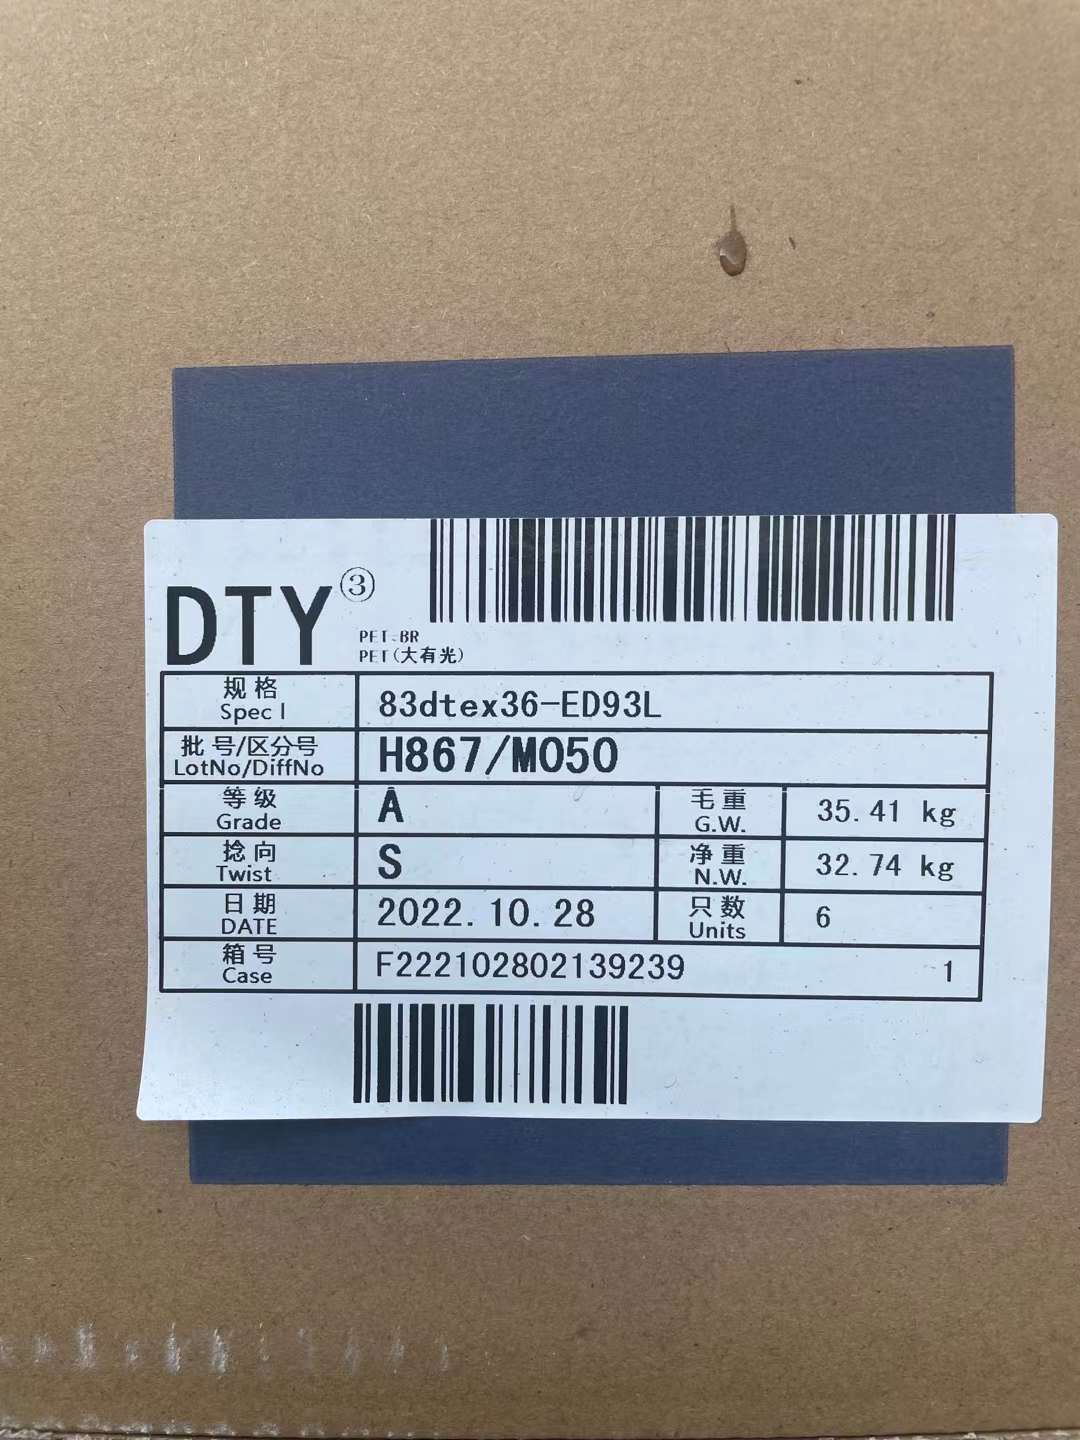 DTY③
PET-BR
PET(大有光)
规格 83dtex36-ED93L
Spec l
批号/区分号 H867/M050
LotNo/DiffNo
等级 A 毛重 35.41 kg
Grade G.W.
捻向 S 净重 32.74 kg
Twist N.W.
日期 2022.10.28 只数 6
DATE Units
箱号 F222102802139239 1
Case